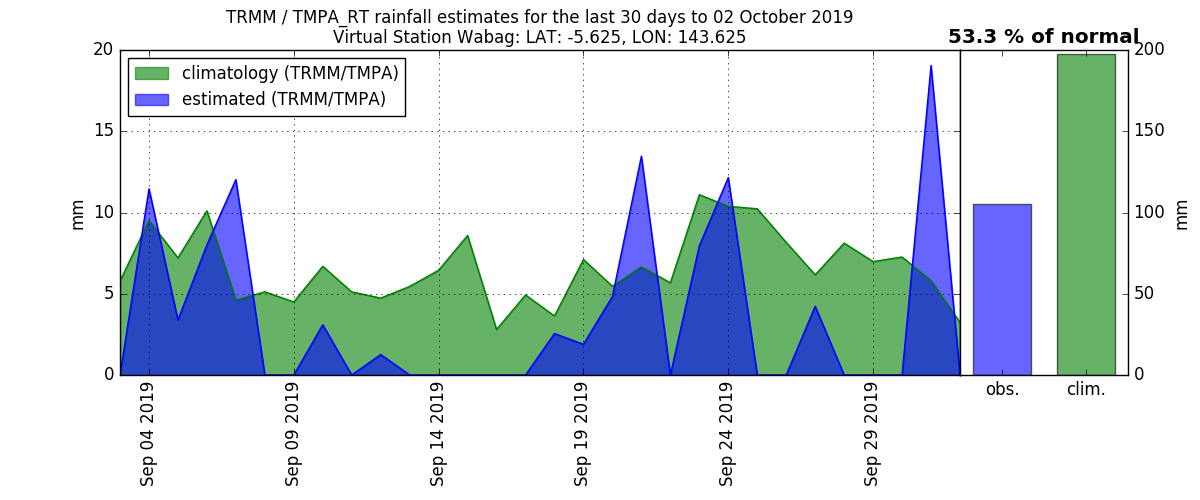 TRMM / TMPA_RT rainfall estimates for the last 30 days to 02 October 2019
Virtual Station Wabag: LAT: -5.625, LON: 143.625
53.3 % of normal
climatology (TRMM/TMPA)
estimated (TRMM/TMPA)
20
15
10
5
0
mm
Sep 04 2019
Sep 09 2019
Sep 14 2019
Sep 19 2019
Sep 24 2019
Sep 29 2019
obs.
clim.
200
150
100
50
0
mm